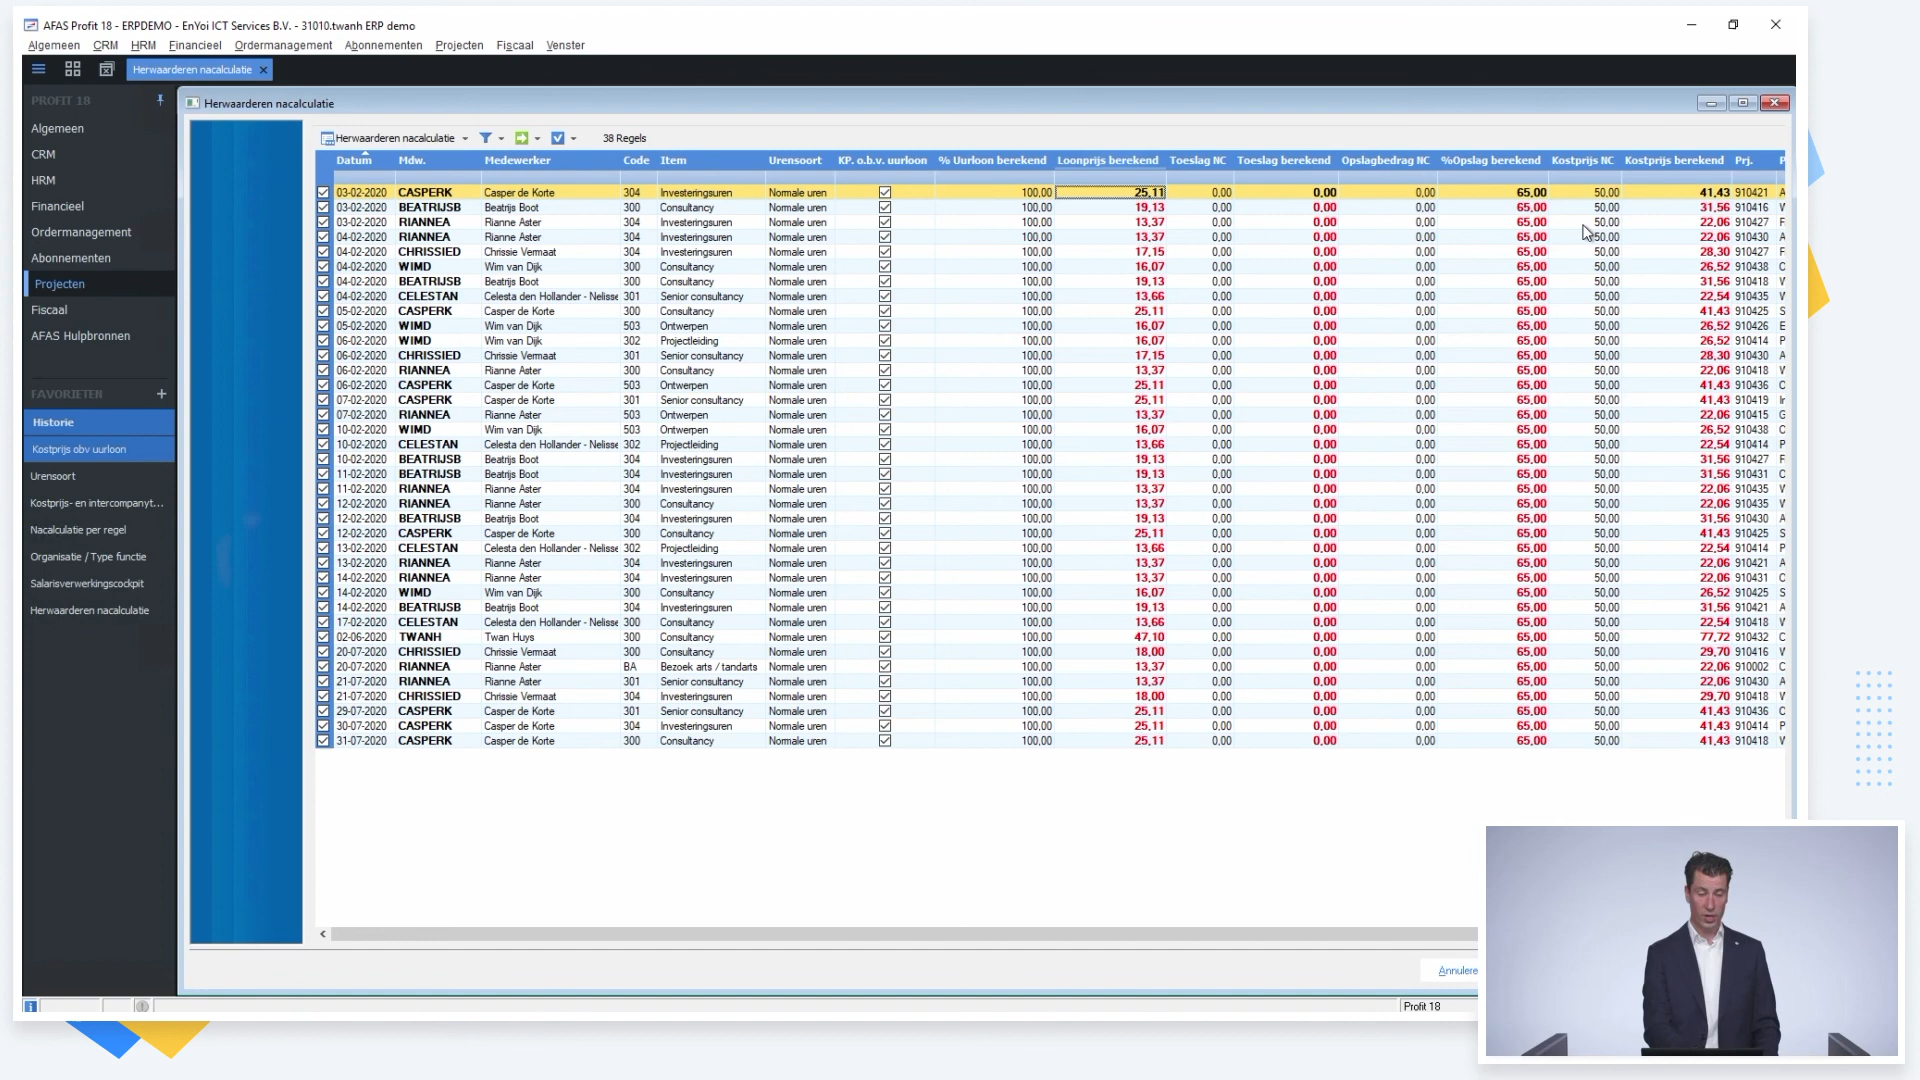 AFAS Profit 18 - ERPDEMO - EnYoi ICT Services B.V. - 31010.twanh ERP demo
Algemeen CRM HRM Financieel Ordermanagement Abonnementen Projecten Fiscaal Venster
Herwaarderen nacalculatie
PROFIT 18
Algemeen
CRM
HRM
Financieel
Ordermanagement
Abonnementen
Projecten
Fiscaal
AFAS Hulpbronnen
FAVORIETEN
Historie
Kostprijs obv uurloon
Urensoort
Kostprijs- en intercompanyt...
Nacalculatie per regel
Organisatie / Type functie
Salarisverwerkingscockpit
Herwaarderen nacalculatie
Herwaarderen nacalculatie
Herwaarderen nacalculatie 38 Regels
Datum Mdw. Medewerker Code Item Urensoort KP. o.b.v. uurloon % Uurloon berekend Loonprijs berekend Toeslag NC Toeslag berekend Opslagbedrag NC %Opslag berekend Kostprijs NC Kostprijs berekend Prj. P
03-02-2020 CASPERK Casper de Korte 304 Investeringsuren Normale uren 100,00 25,11 0,00 0,00 0,00 65,00 50,00 41,43 910421 A
03-02-2020 BEATRIJSB Beatrijs Boot 300 Consultancy Normale uren 100,00 19,13 0,00 0,00 0,00 65,00 50,00 31,56 910416 W
03-02-2020 RIANNEA Rianne Aster 304 Investeringsuren Normale uren 100,00 13,37 0,00 0,00 0,00 65,00 50,00 22,06 910427 F
04-02-2020 RIANNEA Rianne Aster 304 Investeringsuren Normale uren 100,00 13,37 0,00 0,00 0,00 65,00 50,00 22,06 910430 A
04-02-2020 CHRISSIED Chrissie Vermaat 304 Investeringsuren Normale uren 100,00 17,15 0,00 0,00 0,00 65,00 50,00 28,30 910427 F
04-02-2020 WIMD Wim van Dijk 300 Consultancy Normale uren 100,00 16,07 0,00 0,00 0,00 65,00 50,00 26,52 910438 O
04-02-2020 BEATRIJSB Beatrijs Boot 300 Consultancy Normale uren 100,00 19,13 0,00 0,00 0,00 65,00 50,00 31,56 910418 W
04-02-2020 CELESTAN Celesta den Hollander - Nelisse 301 Senior consultancy Normale uren 100,00 13,66 0,00 0,00 0,00 65,00 50,00 22,54 910435 W
05-02-2020 CASPERK Casper de Korte 300 Consultancy Normale uren 100,00 25,11 0,00 0,00 0,00 65,00 50,00 41,43 910425 S
05-02-2020 WIMD Wim van Dijk 503 Ontwerpen Normale uren 100,00 16,07 0,00 0,00 0,00 65,00 50,00 26,52 910426 E
06-02-2020 WIMD Wim van Dijk 302 Projectleiding Normale uren 100,00 16,07 0,00 0,00 0,00 65,00 50,00 26,52 910414 P
06-02-2020 CHRISSIED Chrissie Vermaat 301 Senior consultancy Normale uren 100,00 17,15 0,00 0,00 0,00 65,00 50,00 28,30 910430 A
06-02-2020 RIANNEA Rianne Aster 300 Consultancy Normale uren 100,00 13,37 0,00 0,00 0,00 65,00 50,00 22,06 910418 W
06-02-2020 CASPERK Casper de Korte 503 Ontwerpen Normale uren 100,00 25,11 0,00 0,00 0,00 65,00 50,00 41,43 910436 O
07-02-2020 CASPERK Casper de Korte 301 Senior consultancy Normale uren 100,00 25,11 0,00 0,00 0,00 65,00 50,00 41,43 910419 Ir
07-02-2020 RIANNEA Rianne Aster 503 Ontwerpen Normale uren 100,00 13,37 0,00 0,00 0,00 65,00 50,00 22,06 910415 G
10-02-2020 WIMD Wim van Dijk 503 Ontwerpen Normale uren 100,00 16,07 0,00 0,00 0,00 65,00 50,00 26,52 910438 O
10-02-2020 CELESTAN Celesta den Hollander - Nelisse 302 Projectleiding Normale uren 100,00 13,66 0,00 0,00 0,00 65,00 50,00 22,54 910414 P
10-02-2020 BEATRIJSB Beatrijs Boot 304 Investeringsuren Normale uren 100,00 19,13 0,00 0,00 0,00 65,00 50,00 31,56 910427 F
11-02-2020 BEATRIJSB Beatrijs Boot 304 Investeringsuren Normale uren 100,00 19,13 0,00 0,00 0,00 65,00 50,00 31,56 910431 O
11-02-2020 RIANNEA Rianne Aster 304 Investeringsuren Normale uren 100,00 13,37 0,00 0,00 0,00 65,00 50,00 22,06 910435 W
12-02-2020 RIANNEA Rianne Aster 300 Consultancy Normale uren 100,00 13,37 0,00 0,00 0,00 65,00 50,00 22,06 910435 W
12-02-2020 BEATRIJSB Beatrijs Boot 304 Investeringsuren Normale uren 100,00 19,13 0,00 0,00 0,00 65,00 50,00 31,56 910430 A
12-02-2020 CASPERK Casper de Korte 300 Consultancy Normale uren 100,00 25,11 0,00 0,00 0,00 65,00 50,00 41,43 910425 S
13-02-2020 CELESTAN Celesta den Hollander - Nelisse 302 Projectleiding Normale uren 100,00 13,66 0,00 0,00 0,00 65,00 50,00 22,54 910414 P
13-02-2020 RIANNEA Rianne Aster 304 Investeringsuren Normale uren 100,00 13,37 0,00 0,00 0,00 65,00 50,00 22,06 910421 A
14-02-2020 RIANNEA Rianne Aster 304 Investeringsuren Normale uren 100,00 13,37 0,00 0,00 0,00 65,00 50,00 22,06 910431 O
14-02-2020 WIMD Wim van Dijk 300 Consultancy Normale uren 100,00 16,07 0,00 0,00 0,00 65,00 50,00 26,52 910425 S
14-02-2020 BEATRIJSB Beatrijs Boot 304 Investeringsuren Normale uren 100,00 19,13 0,00 0,00 0,00 65,00 50,00 31,56 910421 A
17-02-2020 CELESTAN Celesta den Hollander - Nelisse 300 Consultancy Normale uren 100,00 13,66 0,00 0,00 0,00 65,00 50,00 22,54 910418 W
02-06-2020 TWANH Twan Huys 300 Consultancy Normale uren 100,00 47,10 0,00 0,00 0,00 65,00 50,00 77,72 910432 C
20-07-2020 CHRISSIED Chrissie Vermaat 300 Consultancy Normale uren 100,00 18,00 0,00 0,00 0,00 65,00 50,00 29,70 910416 W
20-07-2020 RIANNEA Rianne Aster BA Bezoek arts / tandarts Normale uren 100,00 13,37 0,00 0,00 0,00 65,00 50,00 22,06 910002 C
21-07-2020 RIANNEA Rianne Aster 301 Senior consultancy Normale uren 100,00 13,37 0,00 0,00 0,00 65,00 50,00 22,06 910430 A
21-07-2020 CHRISSIED Chrissie Vermaat 304 Investeringsuren Normale uren 100,00 18,00 0,00 0,00 0,00 65,00 50,00 29,70 910418 W
29-07-2020 CASPERK Casper de Korte 301 Senior consultancy Normale uren 100,00 25,11 0,00 0,00 0,00 65,00 50,00 41,43 910436 O
30-07-2020 CASPERK Casper de Korte 304 Investeringsuren Normale uren 100,00 25,11 0,00 0,00 0,00 65,00 50,00 41,43 910414 P
31-07-2020 CASPERK Casper de Korte 300 Consultancy Normale uren 100,00 25,11 0,00 0,00 0,00 65,00 50,00 41,43 910418 W
Annulere
Profit 18